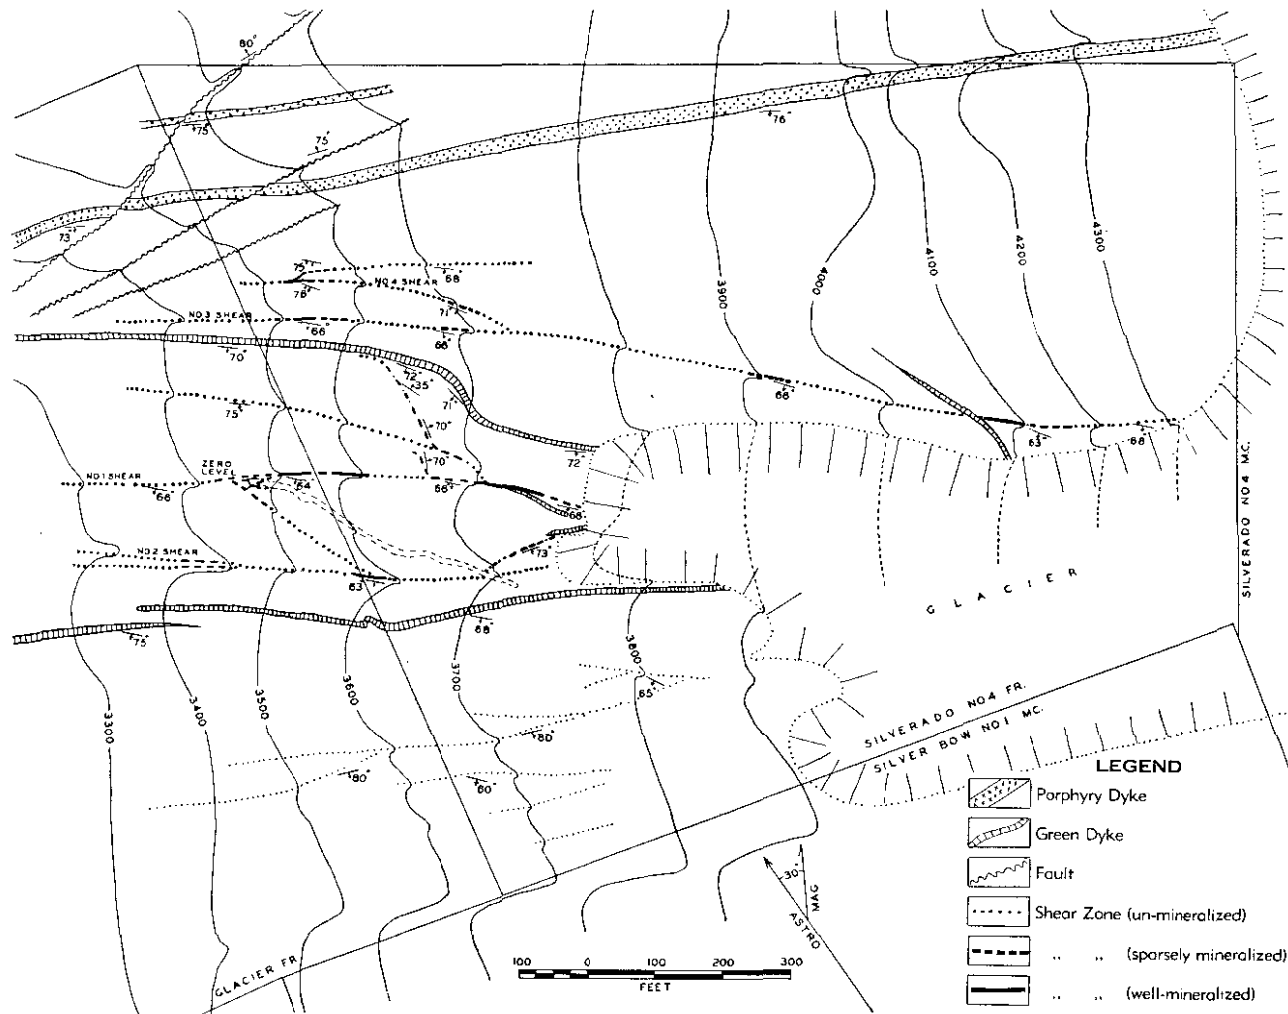 80°
75°
75°
76°
73
75°
68
NO.4 SHEAR
76°
71°
NO.3 SHEAR
66°
66°
70°
72°
35°
71°
75°
70°
70°
72°
68°
63°
68
ZERO LEVEL
NO.1 SHEAR
66°
64
66°
68
NO.2 SHEAR
73°
63
68
75°
65°
80°
80°
60°
3300
3400
3500
3600
3700
3800
3900
4000
4100
4200
4300
GLACIER
SILVERADO NO 4 M.C.
SILVERADO NO 4 FR.
SILVER BOW NO.1 MC.
GLACIER FR.
30°
MAG
ASTRO
100 0 100 200 300
FEET
LEGEND
Porphyry Dyke
Green Dyke
Fault
Shear Zone (un-mineralized)
" " (sparsely mineralized)
" " (well-mineralized)